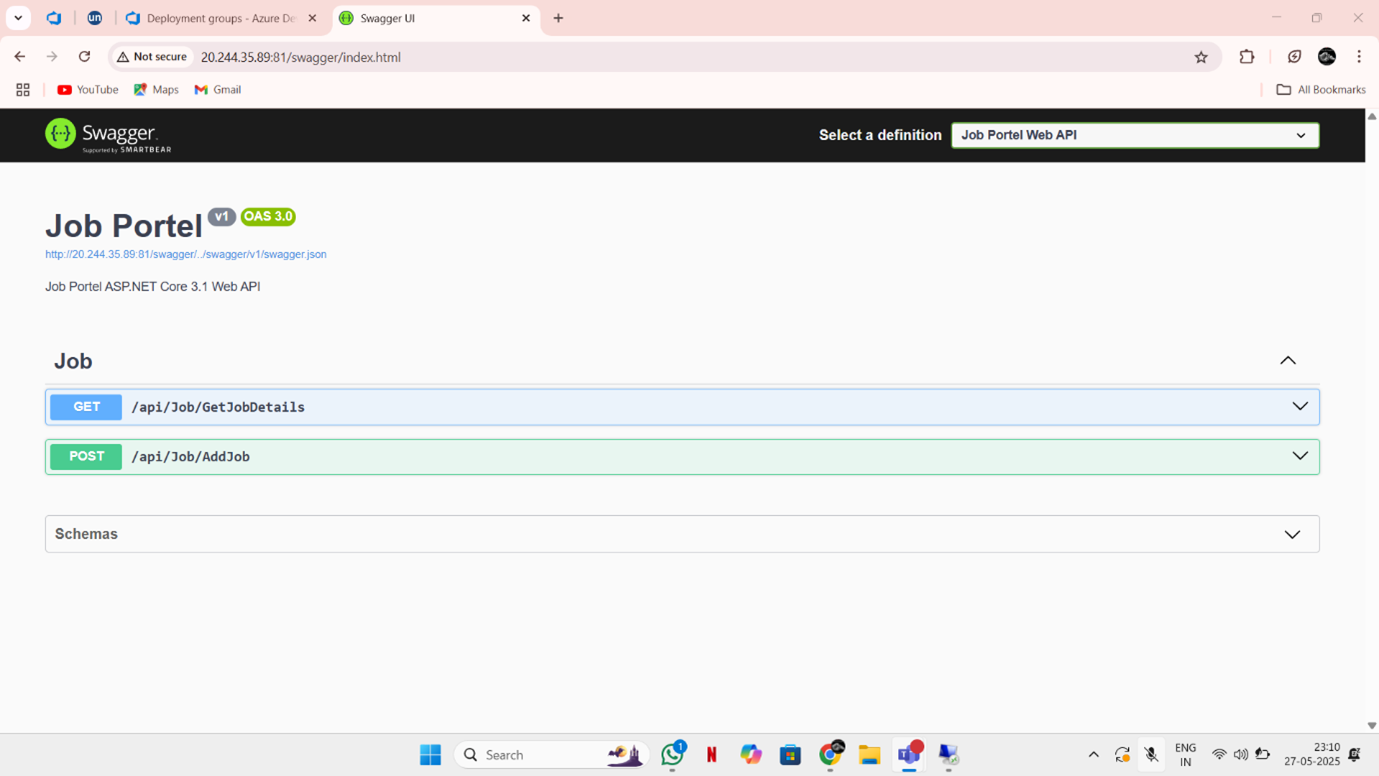 Deployment groups - Azure De
Swagger UI
Not secure
20.244.35.89:81/swagger/index.html
YouTube
Maps
Gmail
All Bookmarks
Swagger
Supported by SMARTBEAR
Select a definition
Job Portel Web API
Job Portel v1 OAS 3.0
http://20.244.35.89:81/swagger/../swagger/v1/swagger.json
Job Portel ASP.NET Core 3.1 Web API
Job
GET /api/Job/GetJobDetails
POST /api/Job/AddJob
Schemas
Search
1
N
ENG
IN
23:10
27-05-2025